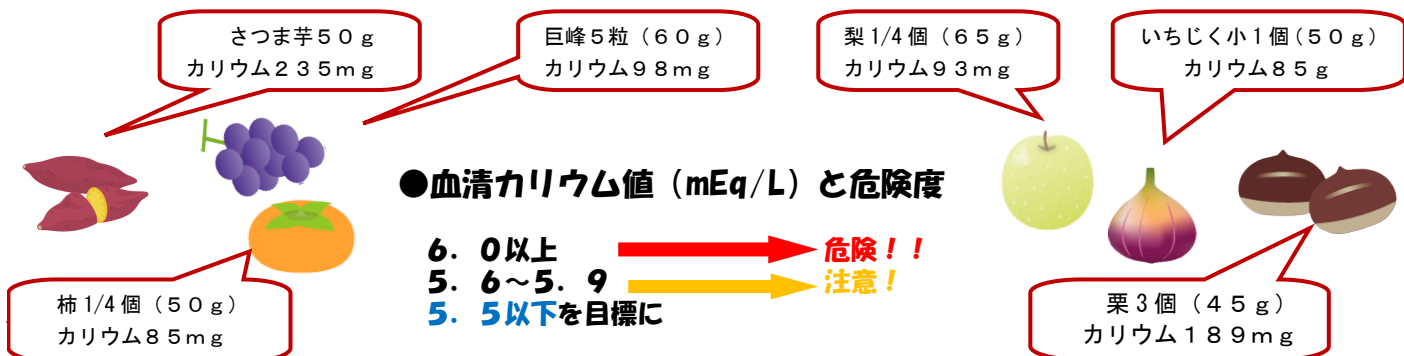 さつま芋５０ｇ
カリウム２３５ｍｇ
巨峰５粒（６０ｇ）
カリウム９８ｍｇ
梨 1/4 個（６５ｇ）
カリウム９３ｍｇ
いちじく小１個（５０ｇ）
カリウム８５ｇ
●血清カリウム値（mEq/L）と危険度
６．０以上 危険！！
５．６～５．９ 注意！
５．５以下を目標に
柿 1/4 個（５０ｇ）
カリウム８５ｍｇ
栗３個（４５ｇ）
カリウム１８９ｍｇ